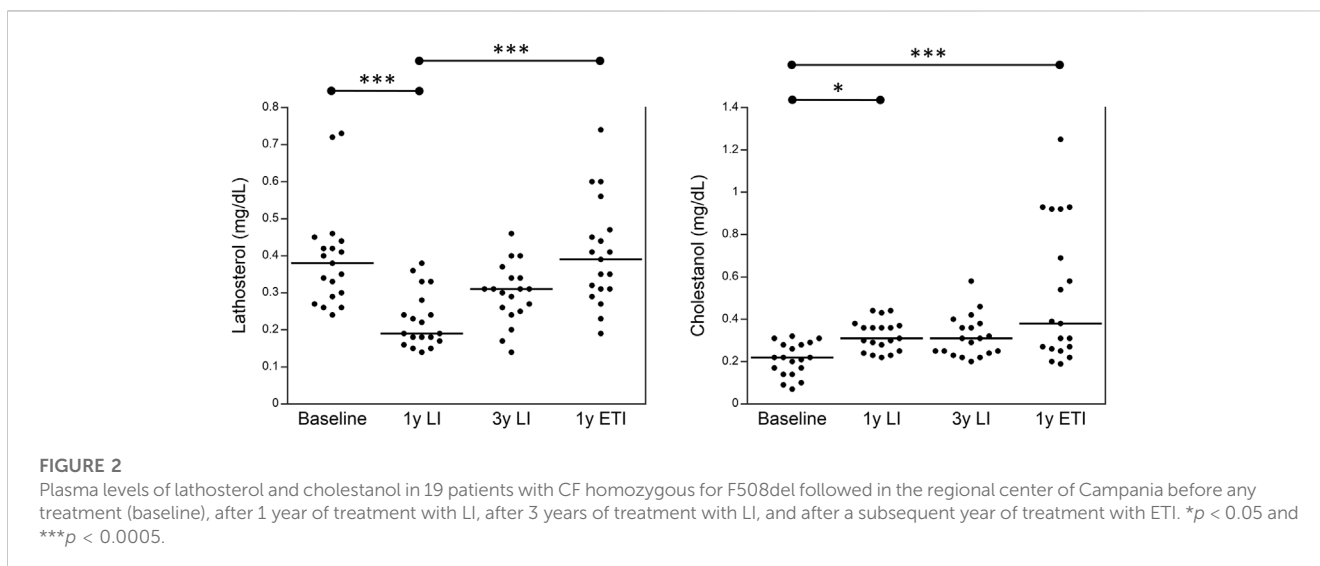 ***
***
0.8
0.7
0.6
0.5
0.4
0.3
0.2
0.1
0
Lathosterol (mg/dL)
Baseline 1y LI 3y LI 1y ETI
***
*
1.4
1.2
1
0.8
0.6
0.4
0.2
0
Cholestanol (mg/dL)
Baseline 1y LI 3y LI 1y ETI
FIGURE 2
Plasma levels of lathosterol and cholestanol in 19 patients with CF homozygous for F508del followed in the regional center of Campania before any
treatment (baseline), after 1 year of treatment with LI, after 3 years of treatment with LI, and after a subsequent year of treatment with ETI. *p < 0.05 and
***p < 0.0005.